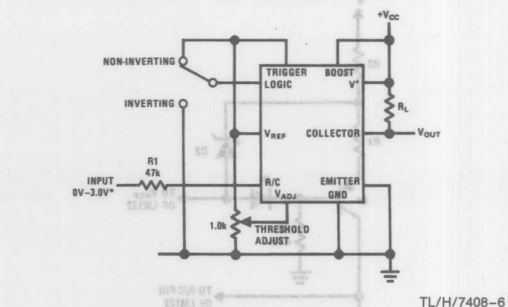 +VCC
NON-INVERTING
TRIGGER
BOOST
LOGIC
V+
RL
INVERTING
VREF
COLLECTOR
VOUT
R1
47k
INPUT
0V–3.0V*
R/C
EMITTER
VADJ
GND
1.0k
THRESHOLD
ADJUST
TL/H/7408–6